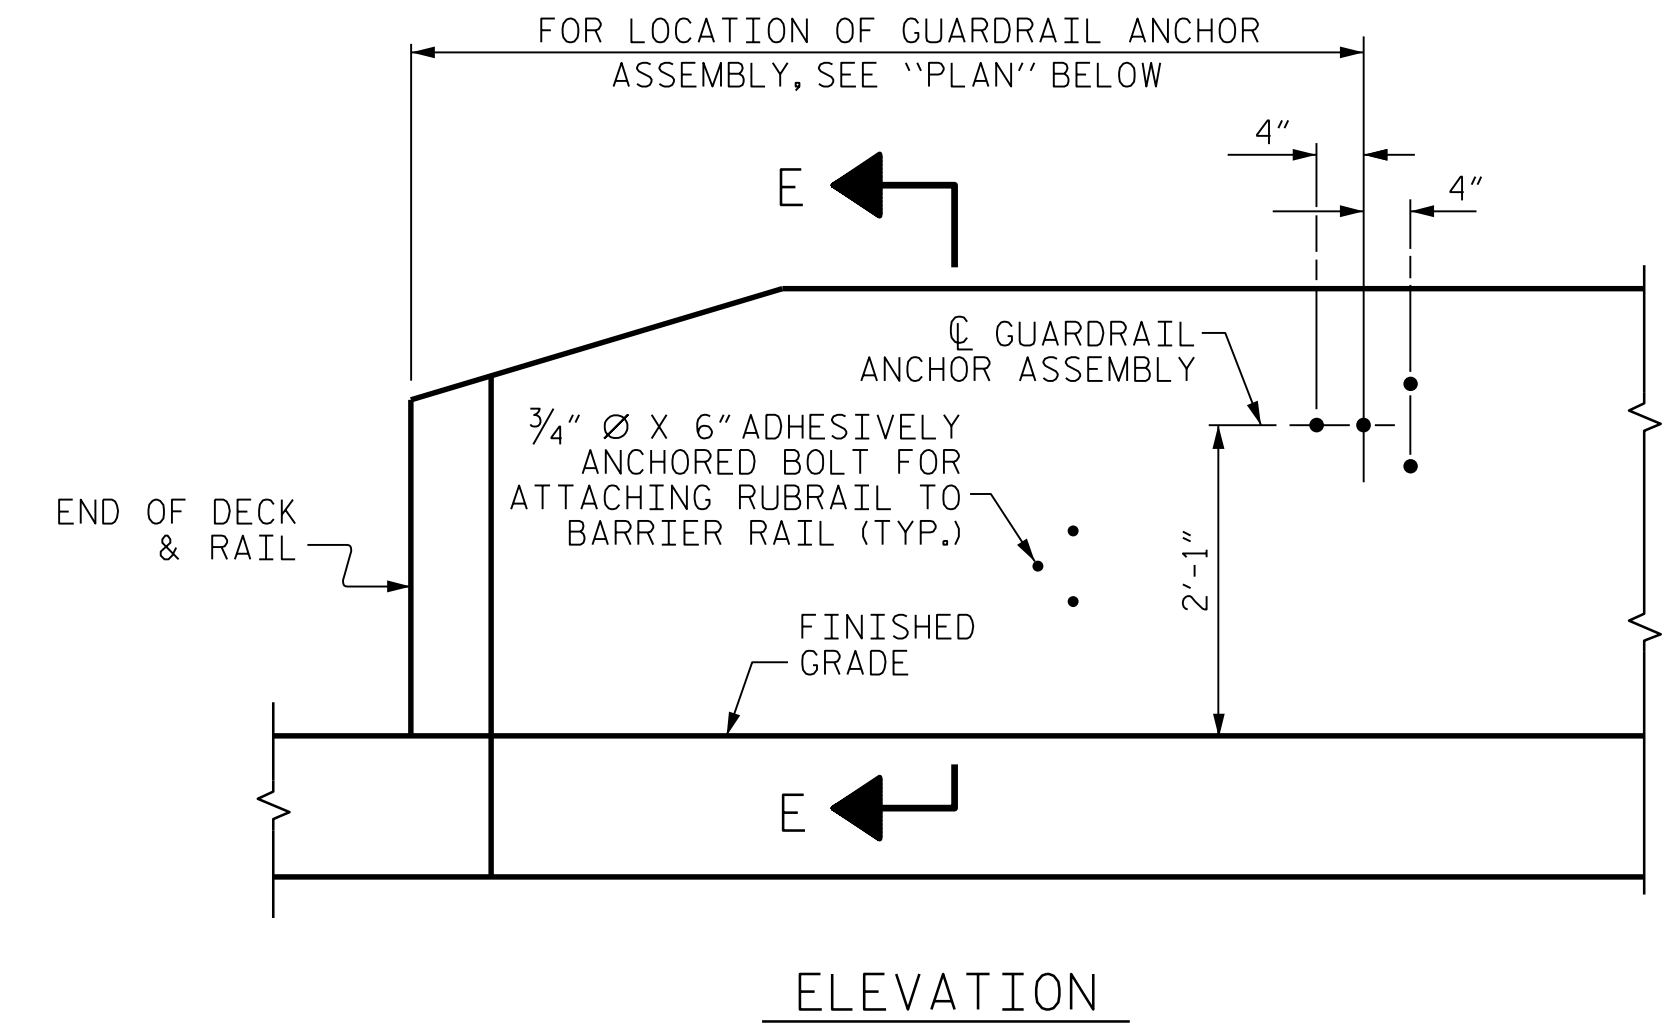 FOR LOCATION OF GUARDRAIL ANCHOR
ASSEMBLY, SEE "PLAN" BELOW
4"
E
4"
℄ GUARDRAIL
ANCHOR ASSEMBLY
3/4" Ø X 6" ADHESIVELY
ANCHORED BOLT FOR
ATTACHING RUBRAIL TO
BARRIER RAIL (TYP.)
END OF DECK
& RAIL
2'-1"
FINISHED
GRADE
E
ELEVATION